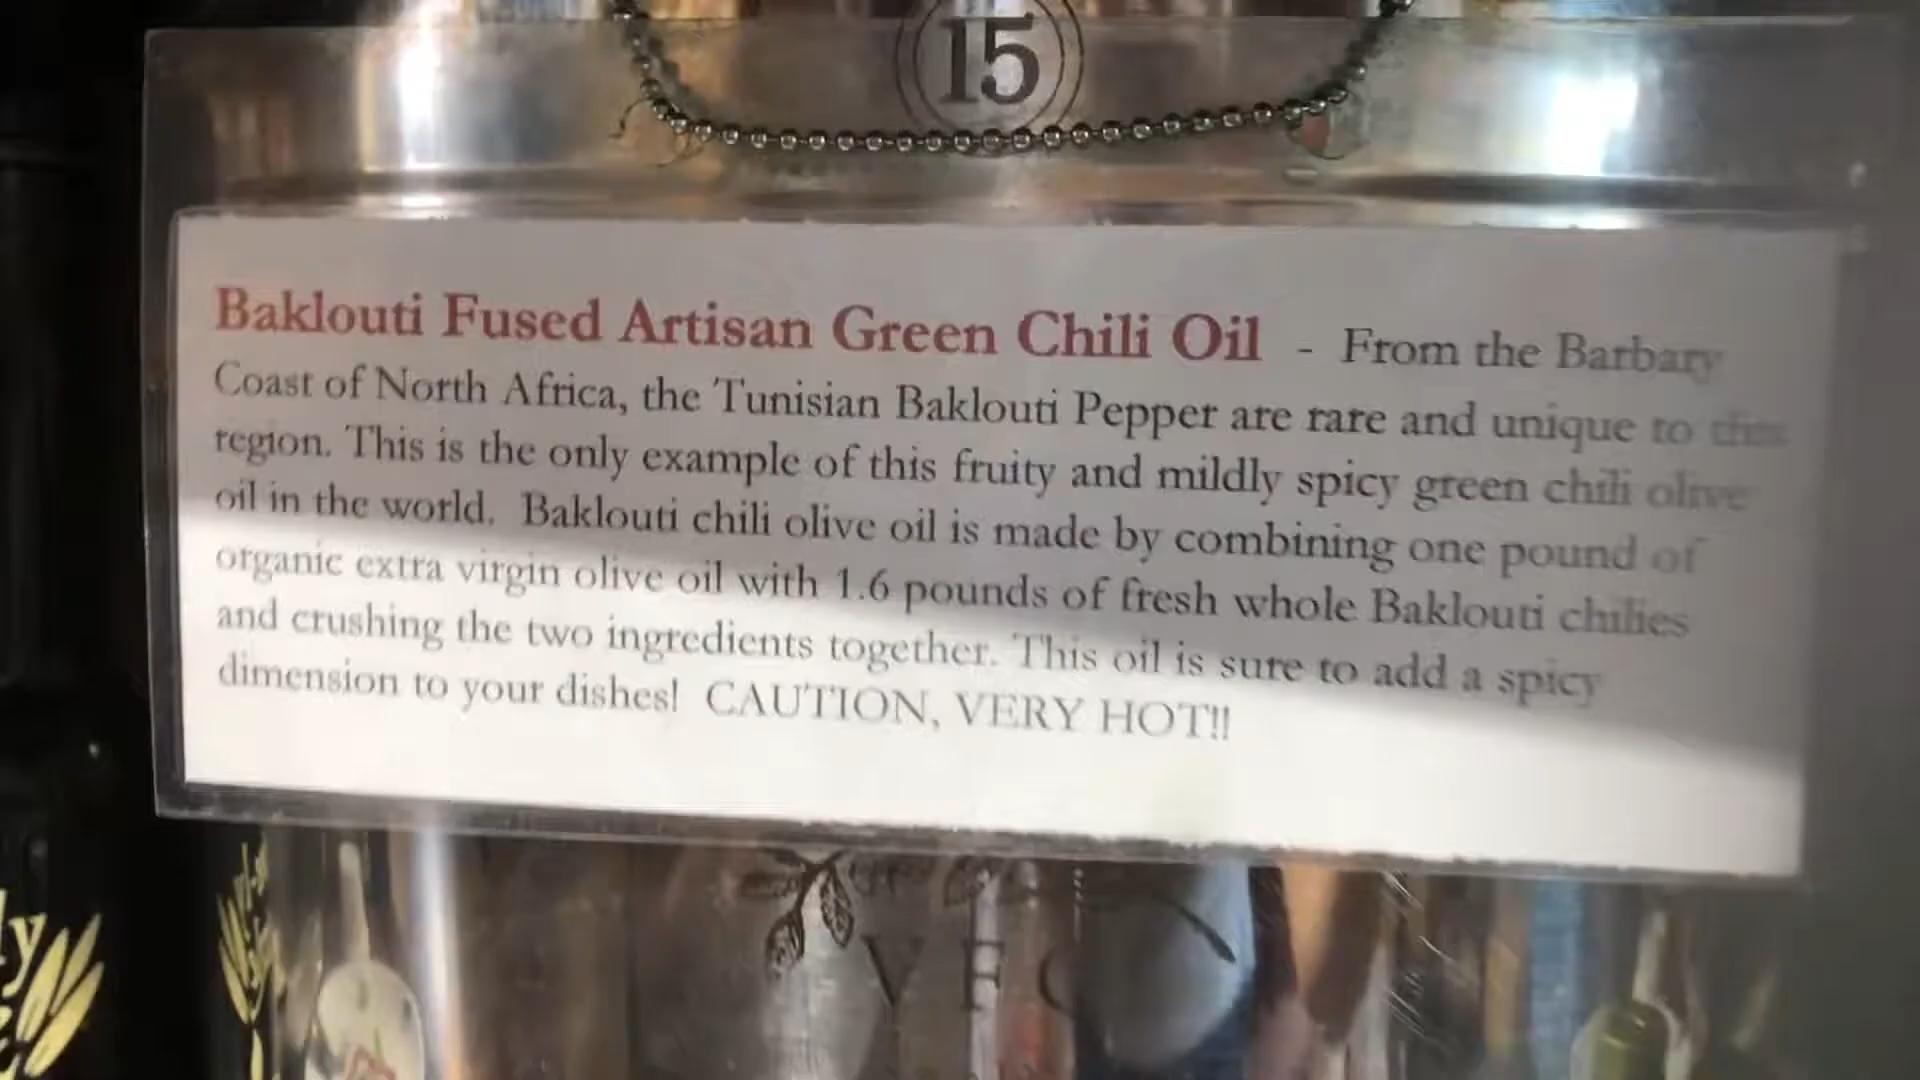 15
Baklouti Fused Artisan Green Chili Oil - From the Barbary
Coast of North Africa, the Tunisian Baklouti Pepper are rare and unique to this
region. This is the only example of this fruity and mildly spicy green chili olive
oil in the world. Baklouti chili olive oil is made by combining one pound of
organic extra virgin olive oil with 1.6 pounds of fresh whole Baklouti chilies
and crushing the two ingredients together. This oil is sure to add a spicy
dimension to your dishes! CAUTION, VERY HOT!!